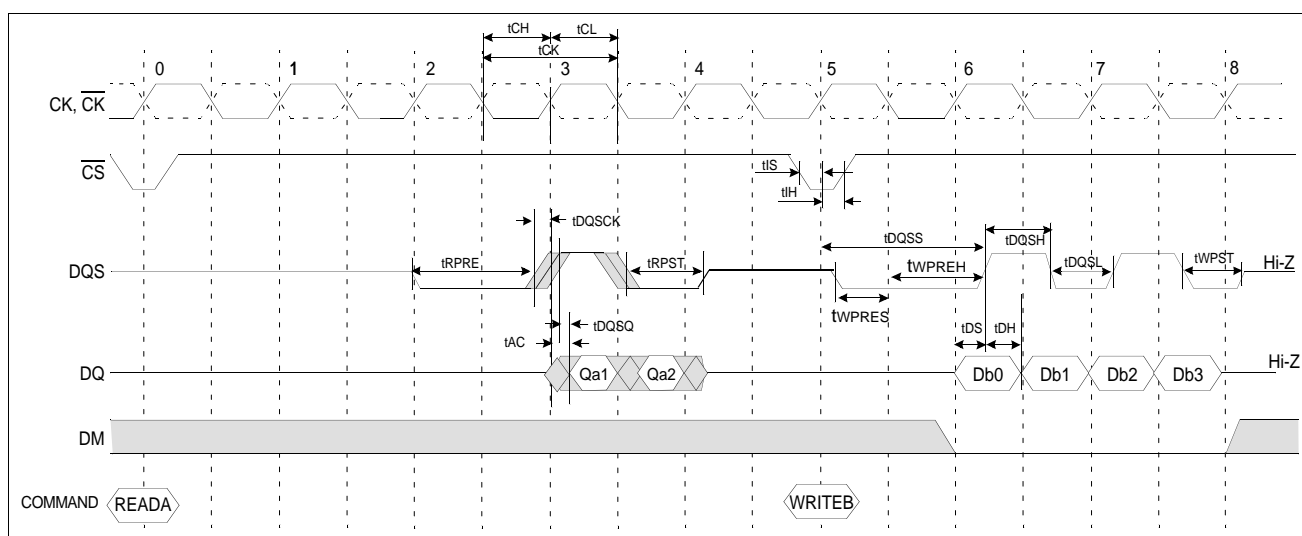 tCH tCL
tCK
0 1 2 3 4 5 6 7 8
CK, CK
CS
tIS
tIH
tDQSCK
tDQSS
tDQSH
tRPRE
tRPST
tWPREH
tDQSL
tWPST
DQS
Hi-Z
tWPRES
tDQSQ
tDS tDH
tAC
DQ
Qa1 Qa2
Db0 Db1 Db2 Db3
Hi-Z
DM
COMMAND READA WRITEB